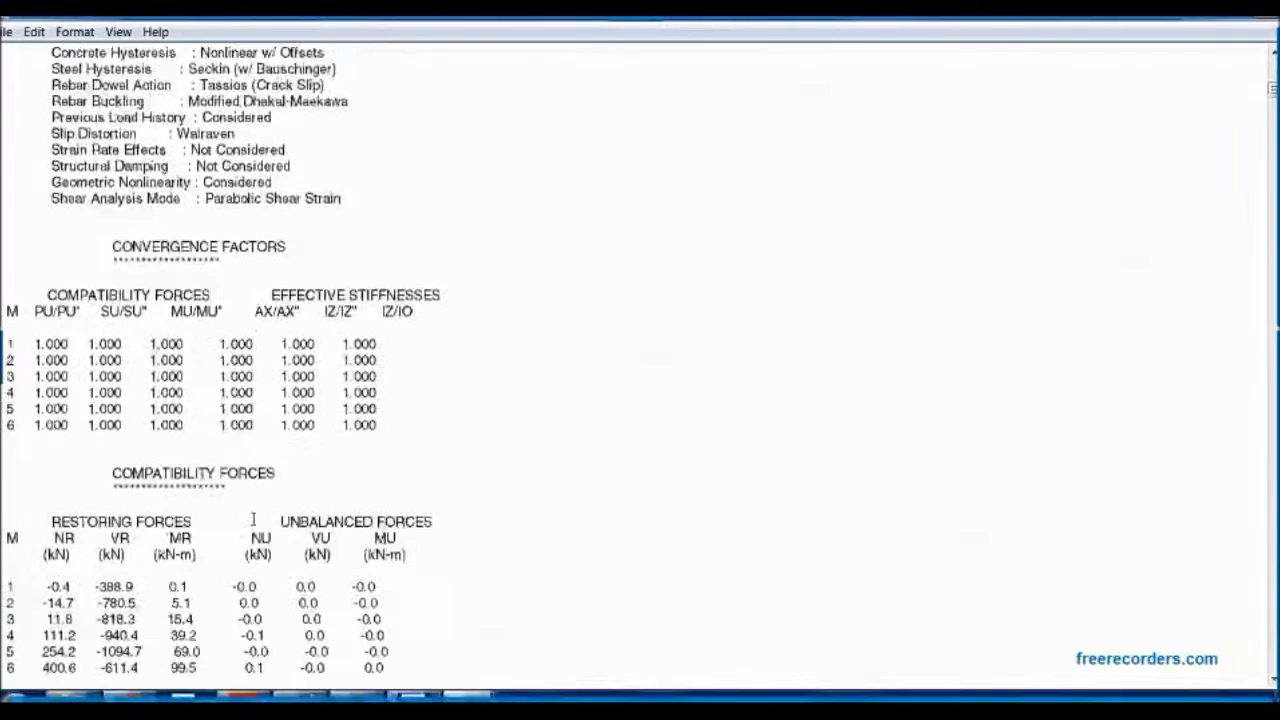 ile Edit Format View Help
Concrete Hysteresis : Nonlinear w/ Offsets
Steel Hysteresis : Seckin (w/ Bauschinger)
Rebar Dowel Action : Tassios (Crack Slip)
Rebar Buckling : Modified Dhakal-Maekawa
Previous Load History : Considered
Slip Distortion : Walraven
Strain Rate Effects : Not Considered
Structural Damping : Not Considered
Geometric Nonlinearity : Considered
Shear Analysis Mode : Parabolic Shear Strain
CONVERGENCE FACTORS
*******************
COMPATIBILITY FORCES EFFECTIVE STIFFNESSES
M PU/PU" SU/SU" MU/MU" AX/AX" IZ/IZ" IZ/IO
1 1.000 1.000 1.000 1.000 1.000 1.000
2 1.000 1.000 1.000 1.000 1.000 1.000
3 1.000 1.000 1.000 1.000 1.000 1.000
4 1.000 1.000 1.000 1.000 1.000 1.000
5 1.000 1.000 1.000 1.000 1.000 1.000
6 1.000 1.000 1.000 1.000 1.000 1.000
COMPATIBILITY FORCES
********************
RESTORING FORCES UNBALANCED FORCES
M NR VR MR NU VU MU
(kN) (kN) (kN-m) (kN) (kN) (kN-m)
1 -0.4 -388.9 0.1 -0.0 0.0 -0.0
2 -14.7 -780.5 5.1 0.0 0.0 -0.0
3 11.8 -818.3 15.4 -0.0 0.0 -0.0
4 111.2 -940.4 39.2 -0.1 0.0 -0.0
5 254.2 -1094.7 69.0 -0.0 -0.0 -0.0
6 400.6 -611.4 99.5 0.1 -0.0 0.0
freerecorders.com